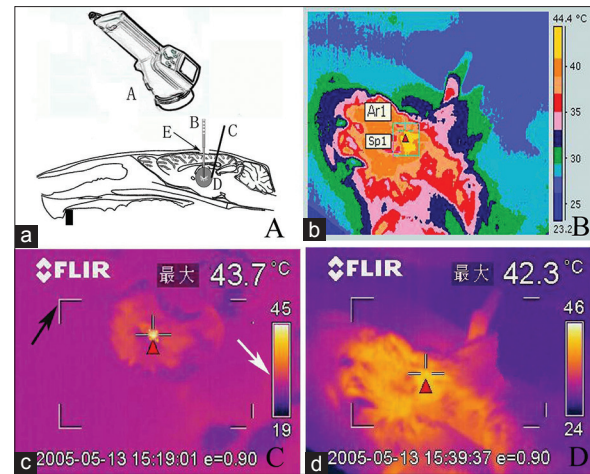 A
B
C
E
D
a
A
44.4 °C
40
35
30
25
23.2
Ar1
Sp1
b
B
FLIR
最大 43.7 °C
45
19
2005-05-13 15:19:01 e=0.90
c
C
FLIR
最大 42.3 °C
46
24
2005-05-13 15:39:37 e=0.90
d
D